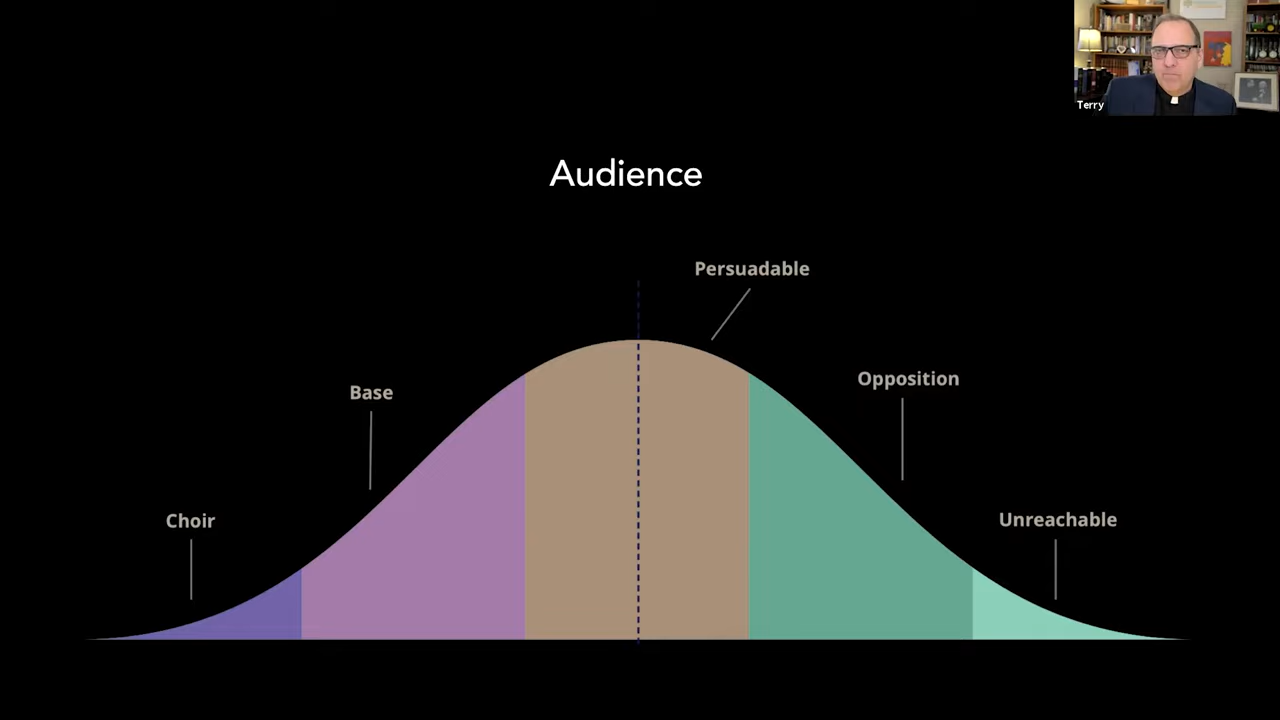 Terry
Audience
Persuadable
Base
Opposition
Choir
Unreachable